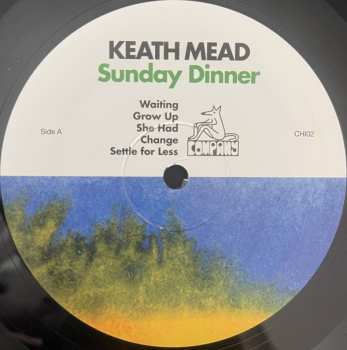 KEATH MEAD
Sunday Dinner
Waiting
Grow Up
She Had
Change
Settle for Less
Side A
COMPANY
CHI02